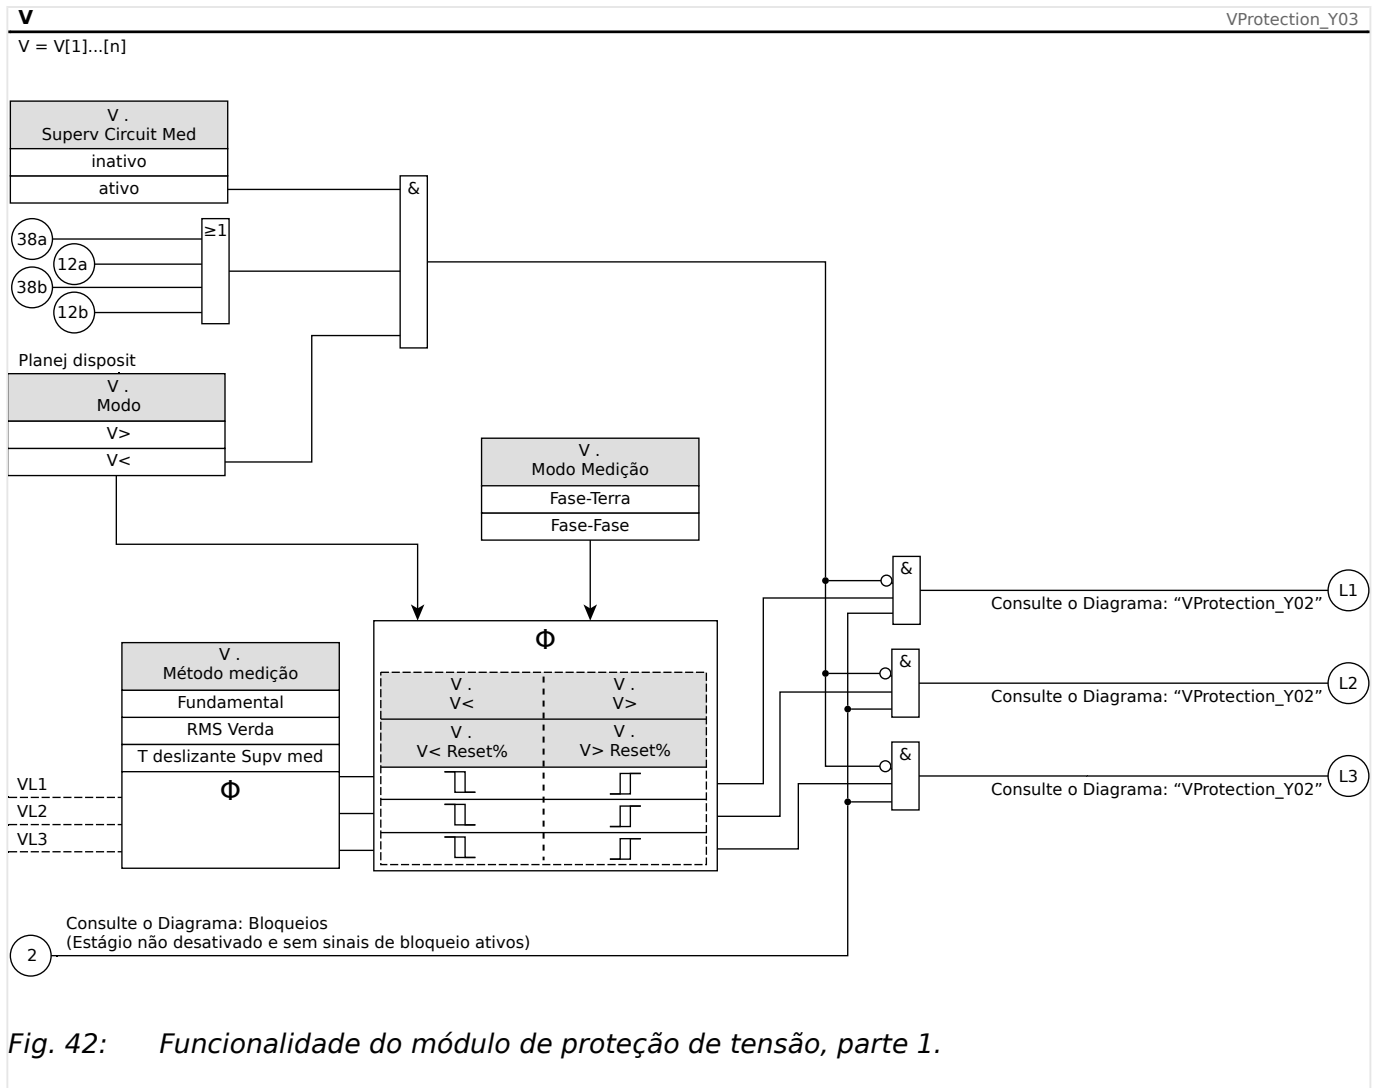 V
VProtection_Y03
V = V[1]...[n]
V .
Superv Circuit Med
inativo
ativo
&
38a
≥1
12a
38b
12b
Planej disposit
V .
Modo
V>
V<
V .
Modo Medição
Fase-Terra
Fase-Fase
&
L1
Consulte o Diagrama: “VProtection_Y02”
Φ
V .
Método medição
Fundamental
RMS Verda
T deslizante Supv med
Φ
V .
V<
V .
V>
V .
V< Reset%
V .
V> Reset%
&
L2
Consulte o Diagrama: “VProtection_Y02”
&
L3
Consulte o Diagrama: “VProtection_Y02”
VL1
VL2
VL3
Consulte o Diagrama: Bloqueios
(Estágio não desativado e sem sinais de bloqueio ativos)
2
Fig. 42: Funcionalidade do módulo de proteção de tensão, parte 1.